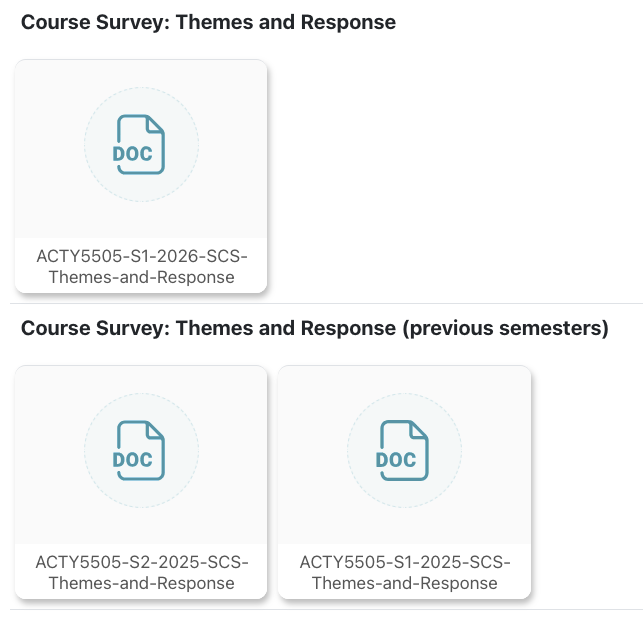 Course Survey: Themes and Response
DOC
ACTY5505-S1-2026-SCS-
Themes-and-Response
Course Survey: Themes and Response (previous semesters)
DOC
DOC
ACTY5505-S2-2025-SCS-
Themes-and-Response
ACTY5505-S1-2025-SCS-
Themes-and-Response